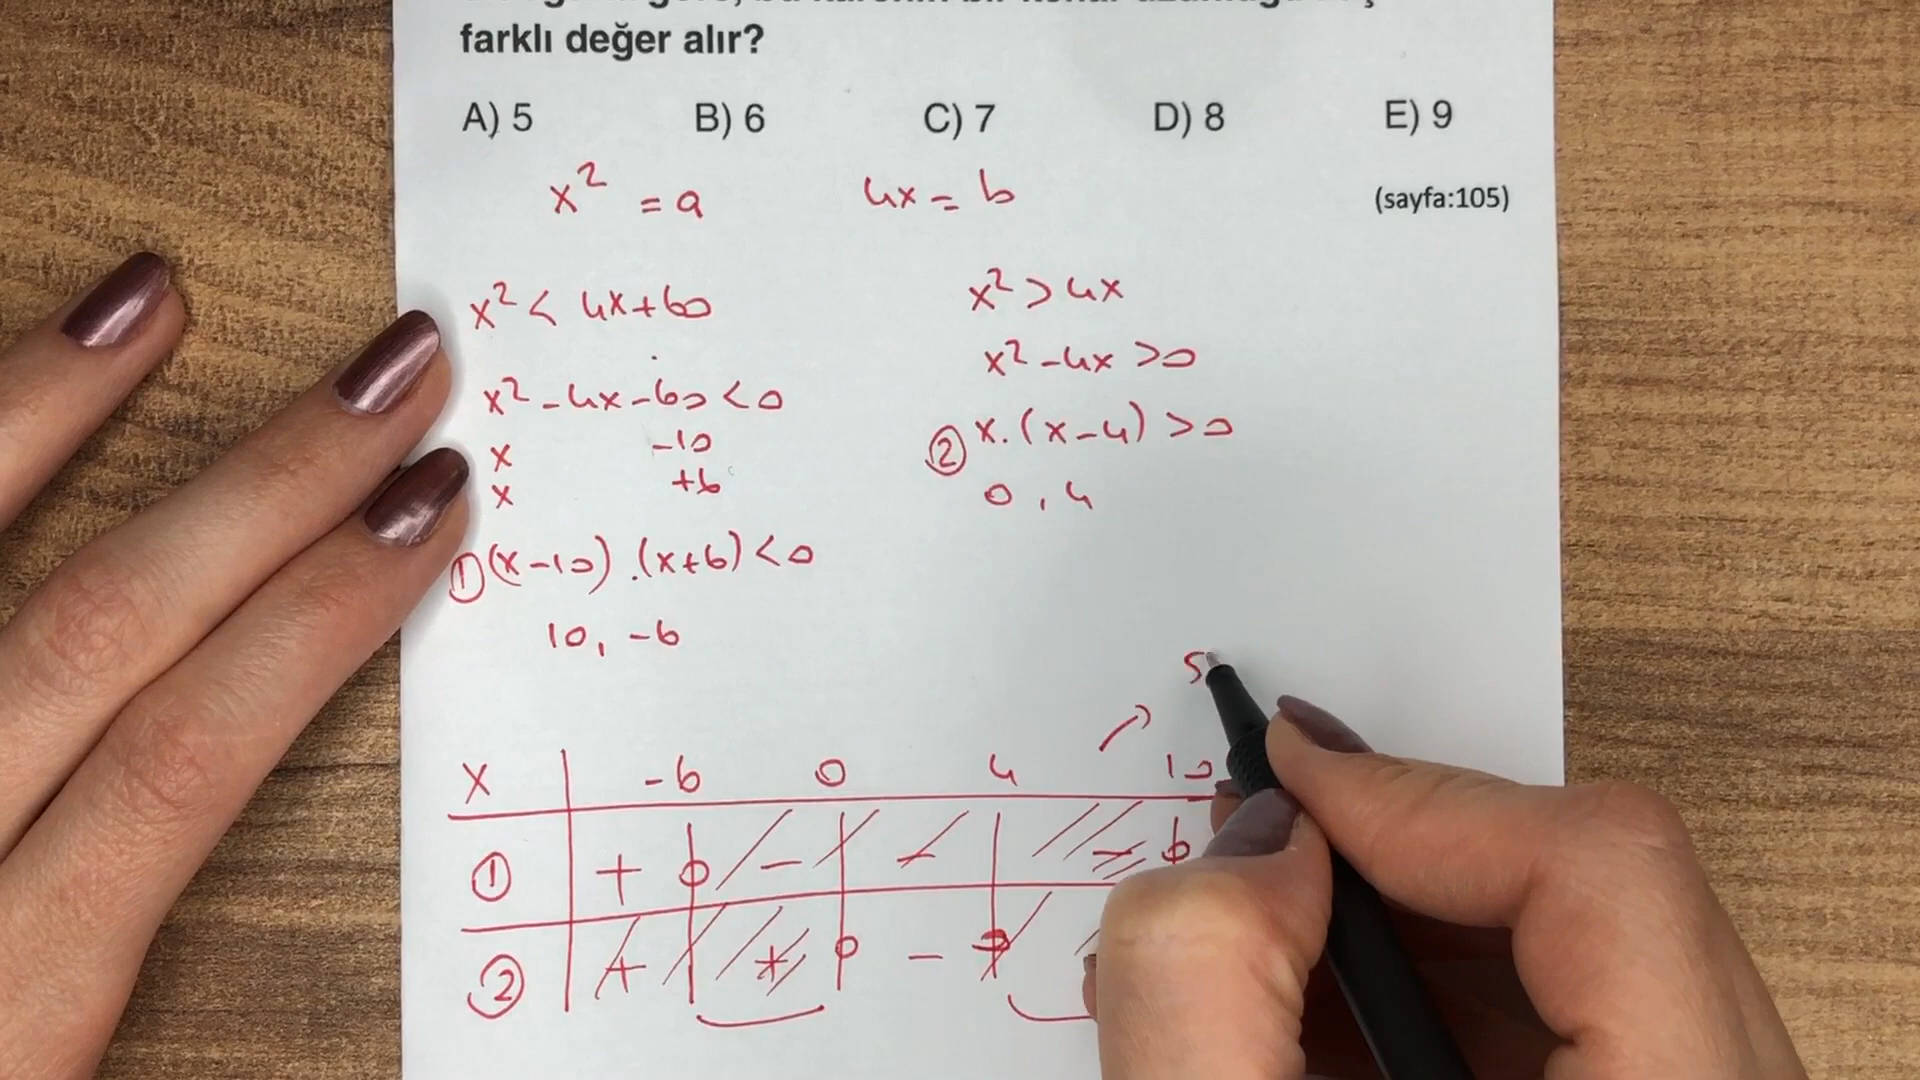 farklı değer alır?
A) 5 B) 6 C) 7 D) 8 E) 9
x² = a 4x = b
(sayfa:105)
x² < 4x+60
x² - 4x - 60 < 0
x -10
x +6
① (x-10).(x+6) < 0
10, -6
x² > 4x
x² - 4x > 0
② x.(x-4) > 0
0, 4
5
x -6 0 4 10
① + - - -
② + + -